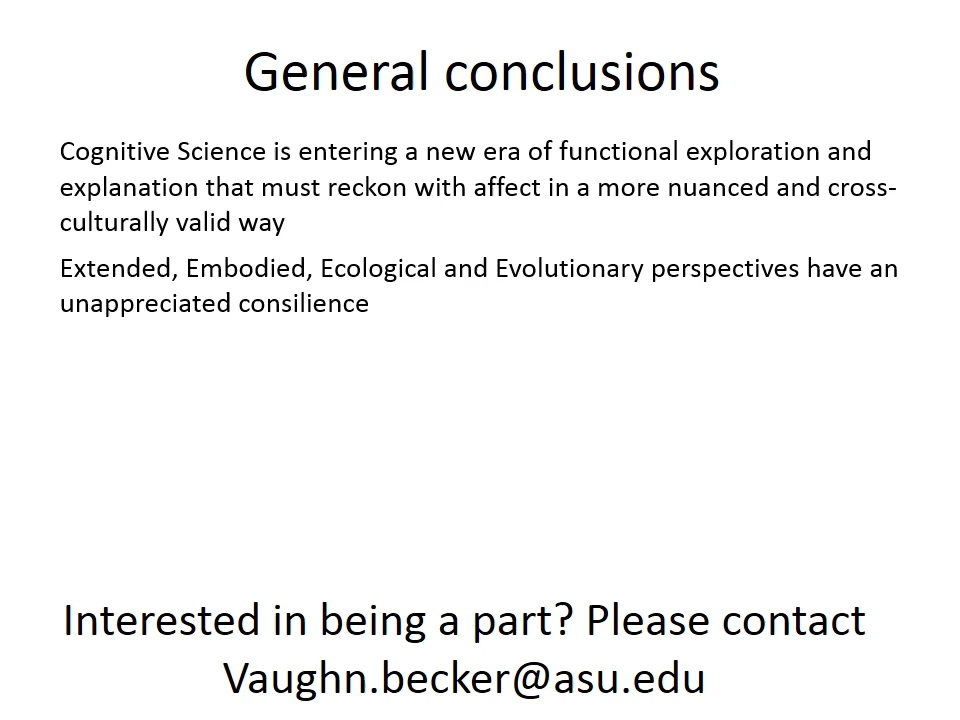 General conclusions
Cognitive Science is entering a new era of functional exploration and
explanation that must reckon with affect in a more nuanced and cross-
culturally valid way
Extended, Embodied, Ecological and Evolutionary perspectives have an
unappreciated consilience
Interested in being a part? Please contact
Vaughn.becker@asu.edu